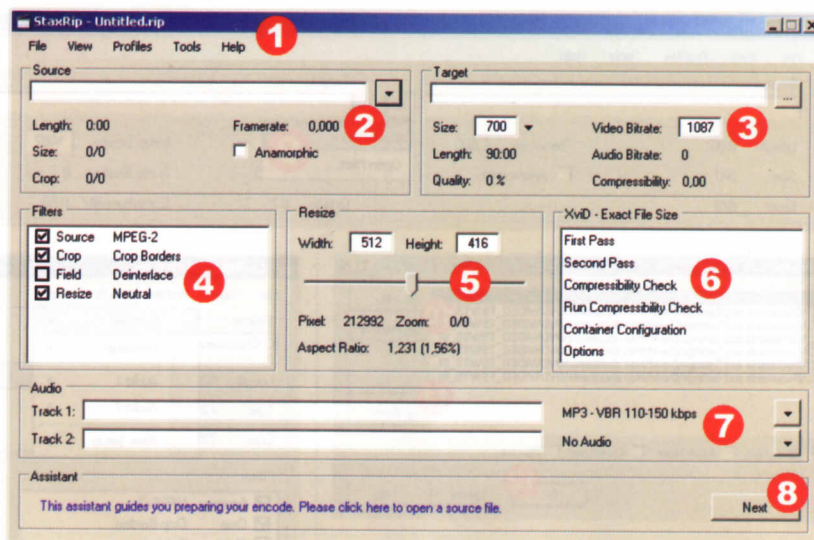 StaxRip - Untitled.rip
File View Profiles Tools Help 1
Source
Length: 0:00 Framerate: 0,000 2
Size: 0/0 Anamorphic
Crop: 0/0
Target
...
Size: 700 Video Bitrate: 1087 3
Length: 90:00 Audio Bitrate: 0
Quality: 0 % Compressibility: 0,00
Filters
Source MPEG-2
Crop Crop Borders
Field Deinterlace
Resize Neutral
4
Resize
Width: 512 Height: 416
5
Pixel: 212992 Zoom: 0/0
Aspect Ratio: 1,231 (1,56%)
XviD - Exact File Size
First Pass
Second Pass
Compressibility Check
Run Compressibility Check
Container Configuration
Options
6
Audio
Track 1: MP3 - VBR 110-150 kbps
Track 2: No Audio
7
Assistant
This assistant guides you preparing your encode. Please click here to open a source file.
Next 8